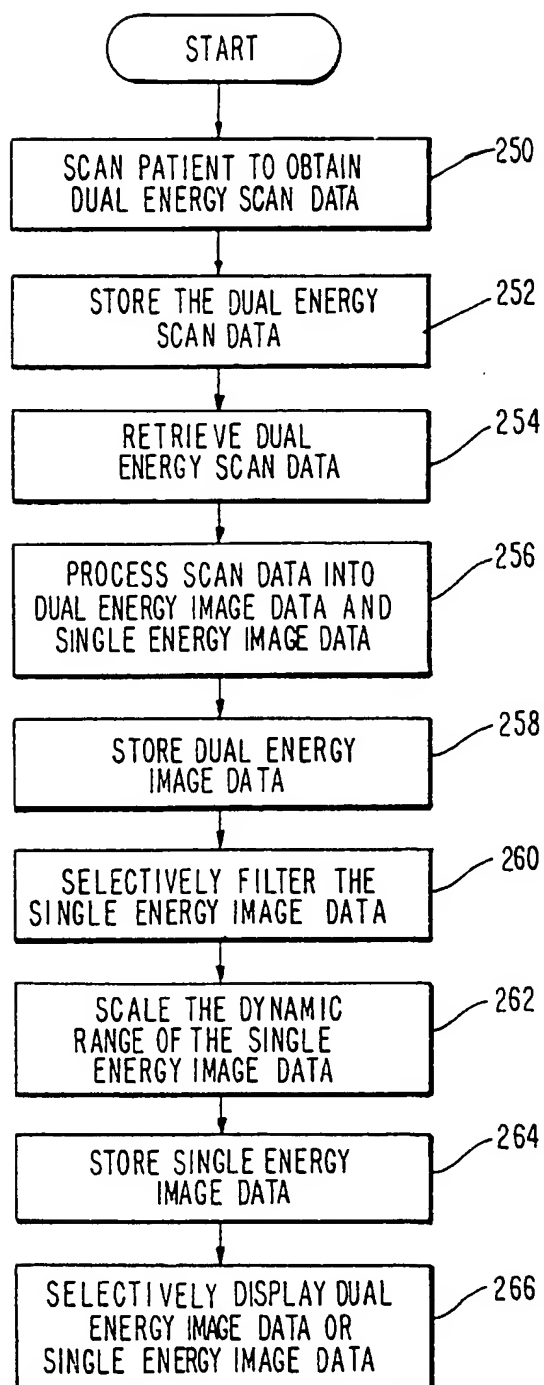 START
SCAN PATIENT TO OBTAIN
DUAL ENERGY SCAN DATA
250
STORE THE DUAL ENERGY
SCAN DATA
252
RETRIEVE DUAL
ENERGY SCAN DATA
254
PROCESS SCAN DATA INTO
DUAL ENERGY IMAGE DATA AND
SINGLE ENERGY IMAGE DATA
256
STORE DUAL ENERGY
IMAGE DATA
258
SELECTIVELY FILTER THE
SINGLE ENERGY IMAGE DATA
260
SCALE THE DYNAMIC
RANGE OF THE SINGLE
ENERGY IMAGE DATA
262
STORE SINGLE ENERGY
IMAGE DATA
264
SELECTIVELY DISPLAY DUAL
ENERGY IMAGE DATA OR
SINGLE ENERGY IMAGE DATA
266